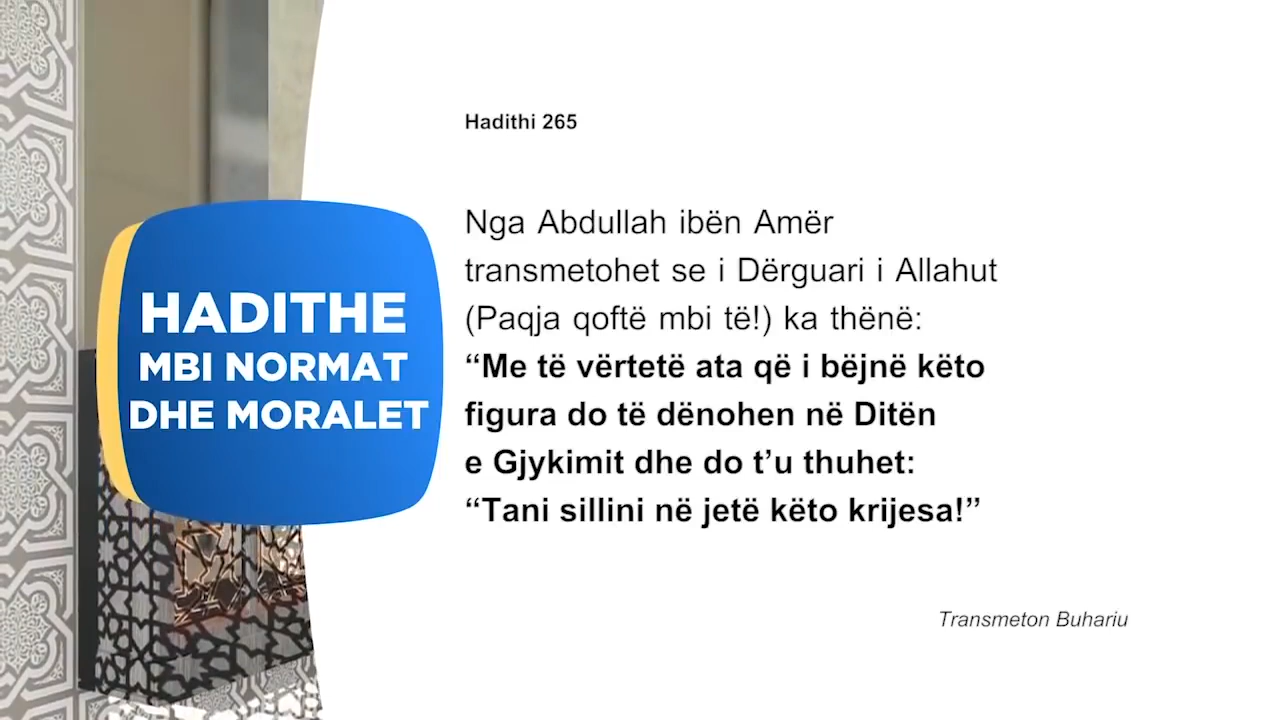 HADITHE
MBI NORMAT
DHE MORALET
Hadithi 265
Nga Abdullah ibën Amër
transmetohet se i Dërguari i Allahut
(Paqja qoftë mbi të!) ka thënë:
“Me të vërtetë ata që i bëjnë këto
figura do të dënohen në Ditën
e Gjykimit dhe do t’u thuhet:
“Tani sillini në jetë këto krijesa!”
Transmeton Buhariu